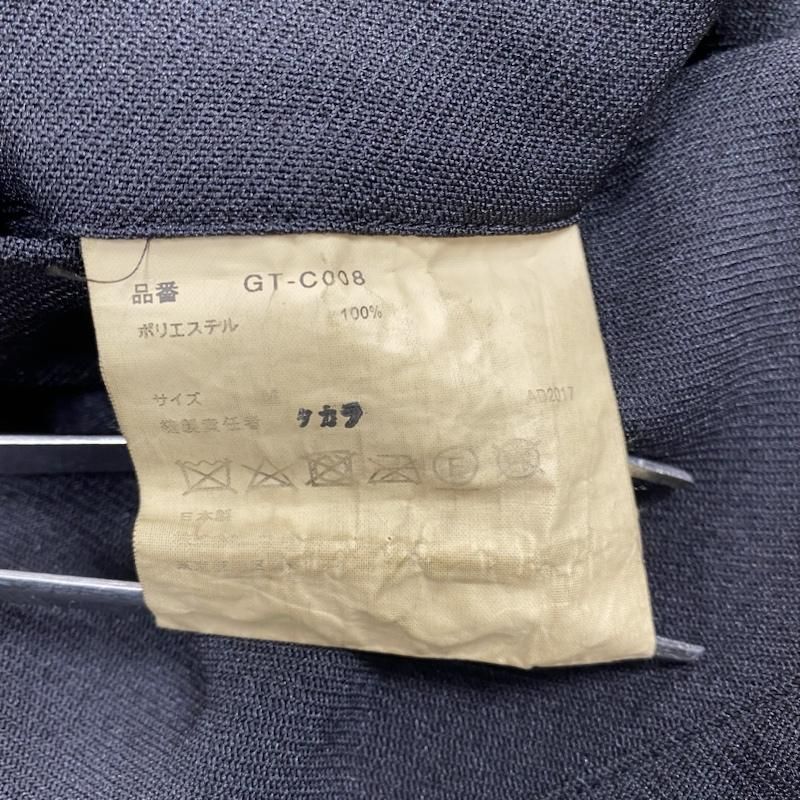 品番 GT-C008
ポリエステル 100%
サイズ M AD2017
縫製責任者 タカラ
日本製